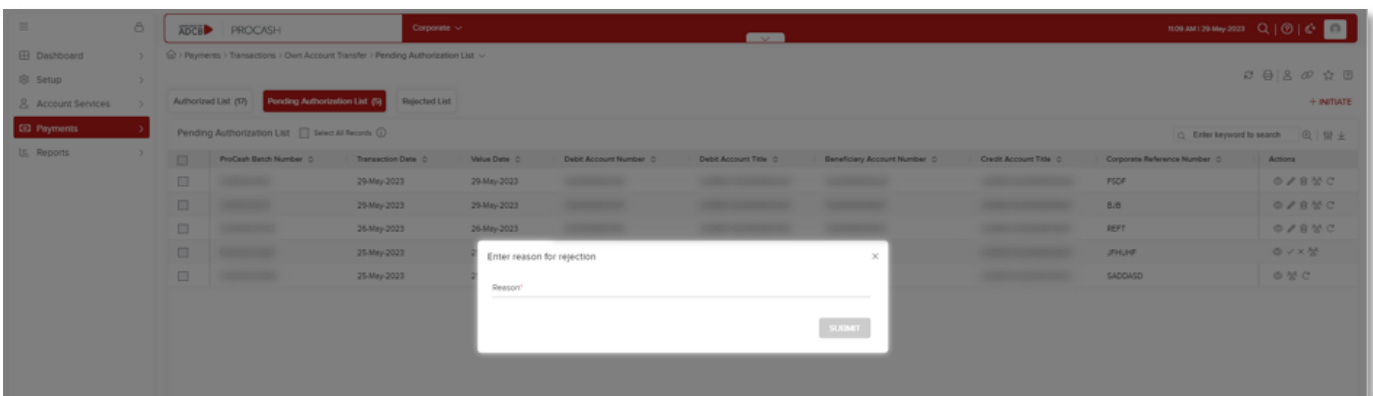 ADCB PROCASH Corporate 11:09 AM | 29-May-2023
Dashboard
Setup
Account Services
Payments
Reports
Payments > Transactions > Own Account Transfer > Pending Authorization List
Authorized List (17) Pending Authorization List (5) Rejected List
+ INITIATE
Pending Authorization List Select All Records Enter keyword to search
ProCash Batch Number Transaction Date Value Date Debit Account Number Debit Account Title Beneficiary Account Number Credit Account Title Corporate Reference Number Actions
29-May-2023 29-May-2023 FSDF
29-May-2023 29-May-2023 BJB
26-May-2023 26-May-2023 REFT
25-May-2023 JFHUHF
25-May-2023 SADDASD
Enter reason for rejection
Reason*
SUBMIT